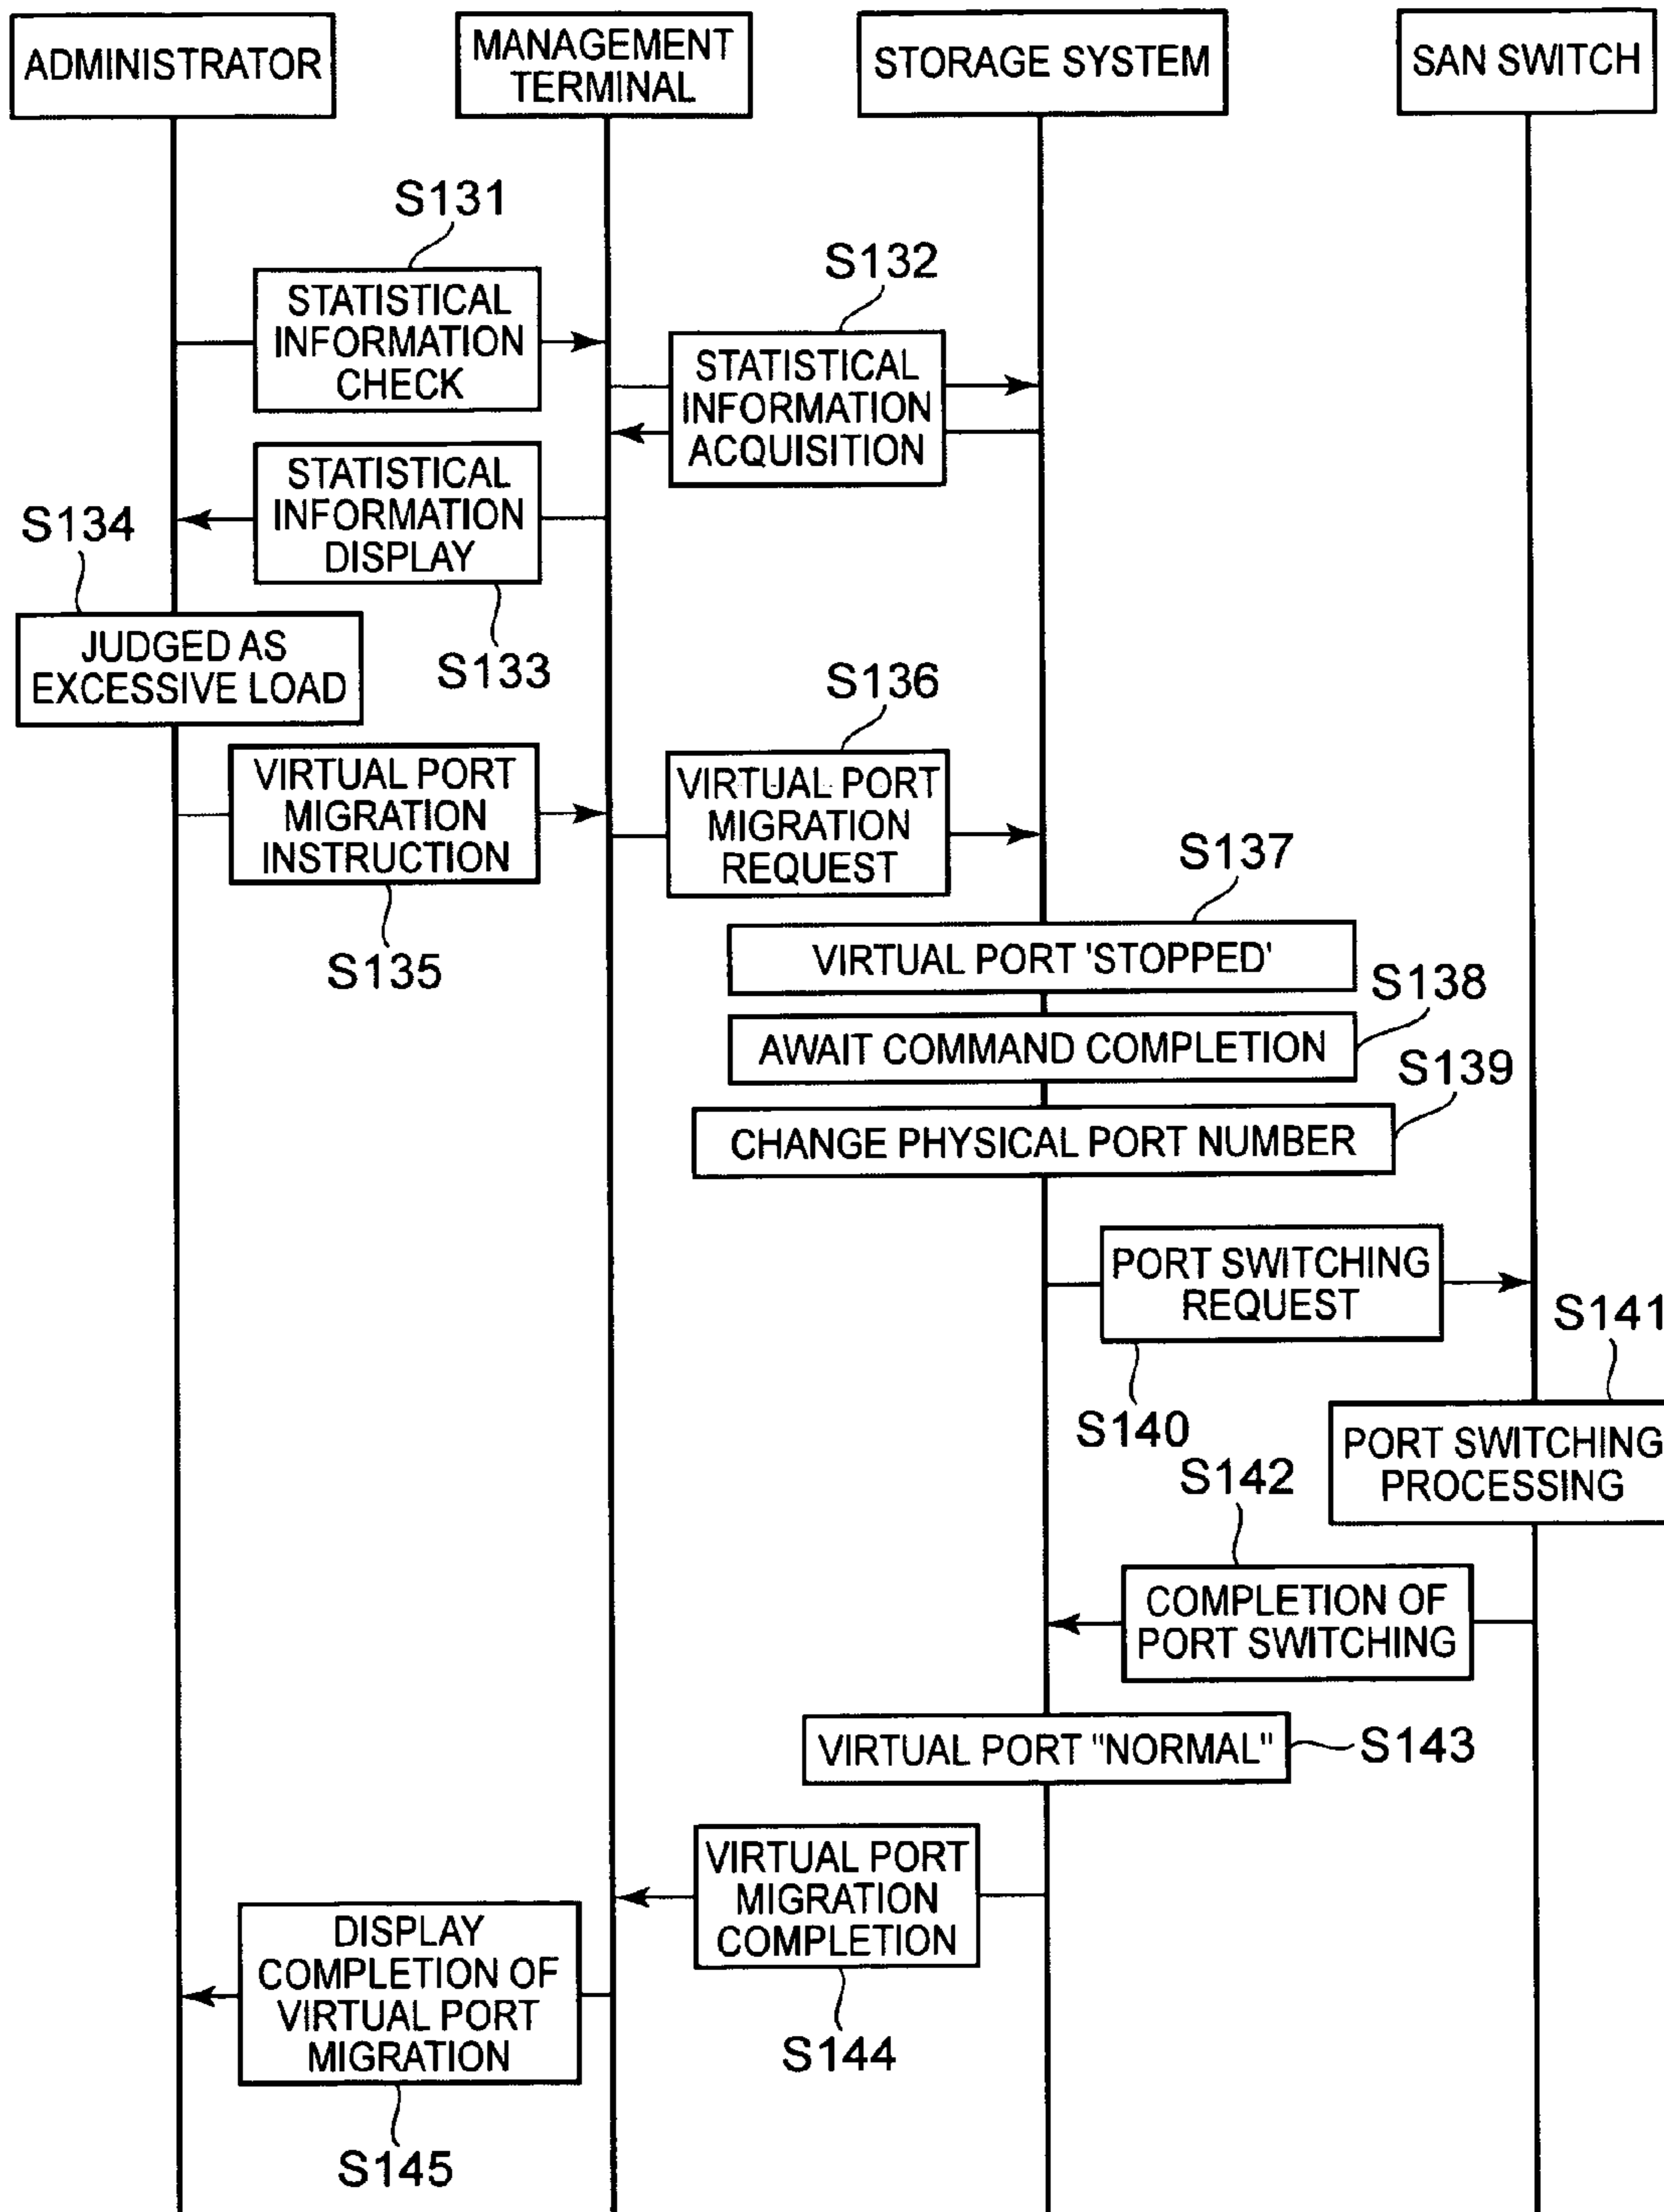 ADMINISTRATOR
MANAGEMENT
TERMINAL
STORAGE SYSTEM
SAN SWITCH
S131
STATISTICAL
INFORMATION
CHECK
S132
STATISTICAL
INFORMATION
ACQUISITION
STATISTICAL
INFORMATION
DISPLAY
S133
S134
JUDGED AS
EXCESSIVE LOAD
VIRTUAL PORT
MIGRATION
INSTRUCTION
S135
S136
VIRTUAL PORT
MIGRATION
REQUEST
S137
VIRTUAL PORT 'STOPPED'
S138
AWAIT COMMAND COMPLETION
S139
CHANGE PHYSICAL PORT NUMBER
PORT SWITCHING
REQUEST
S140
S141
PORT SWITCHING
PROCESSING
S142
COMPLETION OF
PORT SWITCHING
VIRTUAL PORT "NORMAL"
S143
VIRTUAL PORT
MIGRATION
COMPLETION
S144
DISPLAY
COMPLETION OF
VIRTUAL PORT
MIGRATION
S145